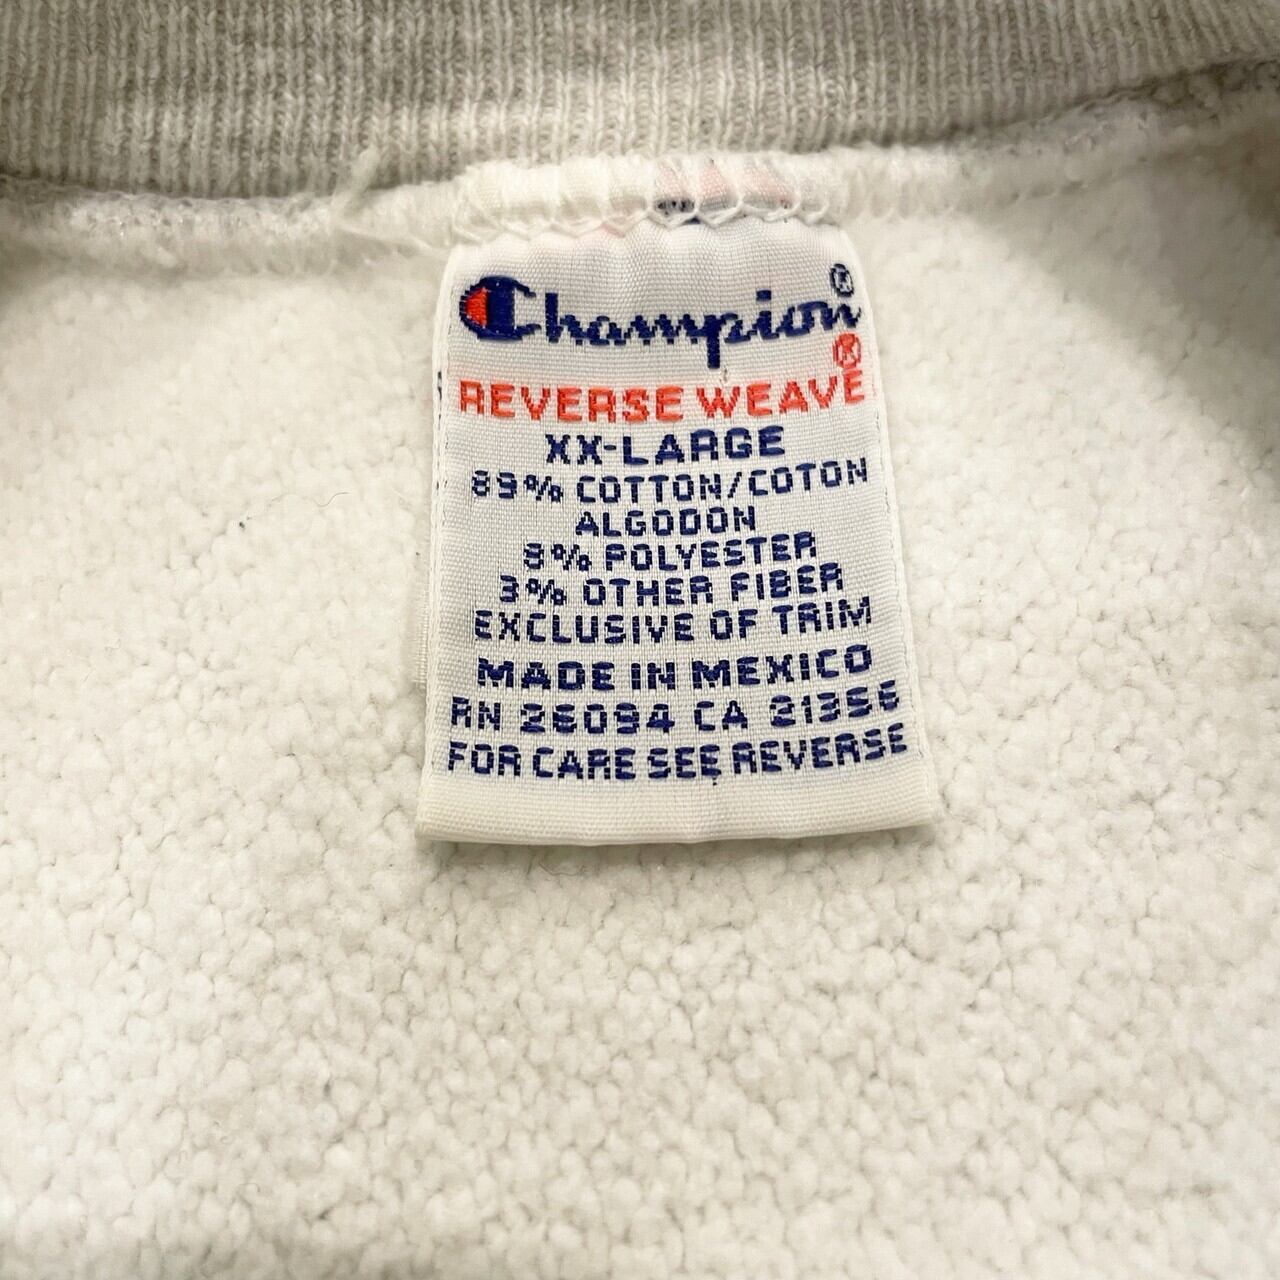 Champion®
REVERSE WEAVE®
XX-LARGE
89% COTTON/COTON
ALGODON
8% POLYESTER
3% OTHER FIBER
EXCLUSIVE OF TRIM
MADE IN MEXICO
RN 26094 CA 21356
FOR CARE SEE REVERSE